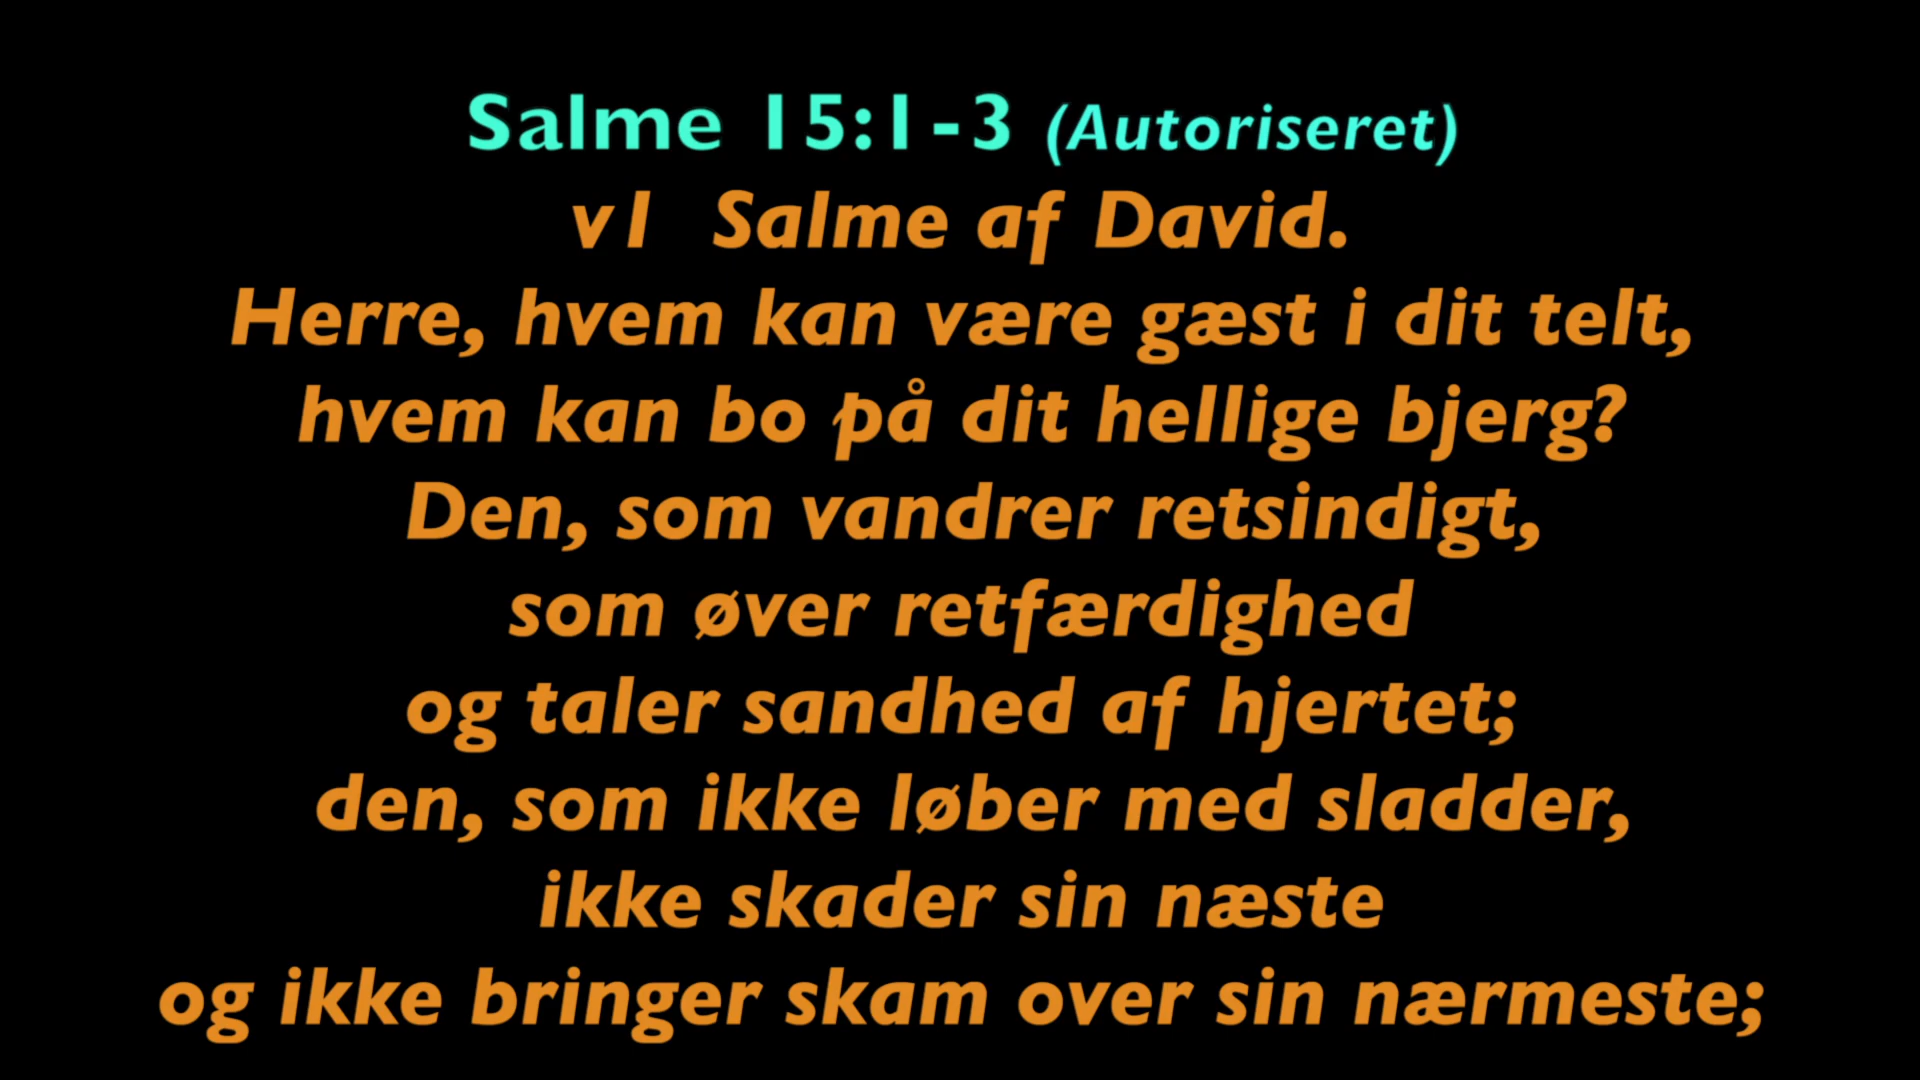 Salme 15:1-3 (Autoriseret)
v1 Salme af David.
Herre, hvem kan være gæst i dit telt,
hvem kan bo på dit hellige bjerg?
Den, som vandrer retsindigt,
som øver retfærdighed
og taler sandhed af hjertet;
den, som ikke løber med sladder,
ikke skader sin næste
og ikke bringer skam over sin nærmeste;